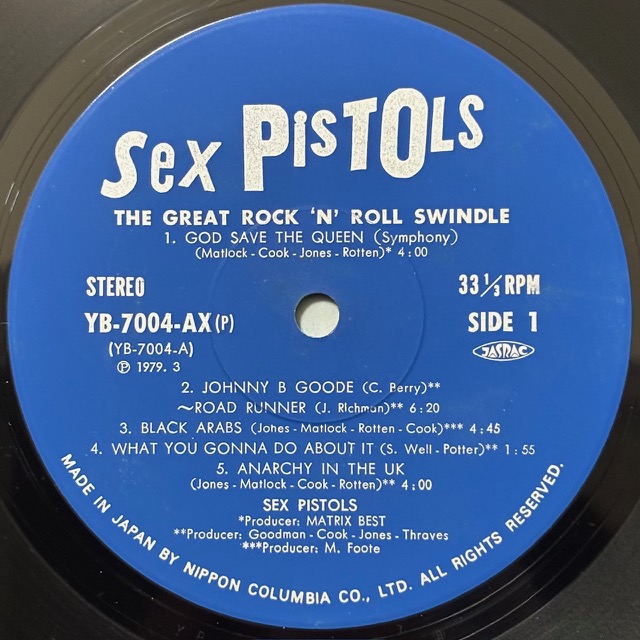 Sex PiSTOLS
THE GREAT ROCK 'N' ROLL SWINDLE
1. GOD SAVE THE QUEEN (Symphony)
(Matlock - Cook - Jones - Rotten)* 4:00
STEREO
33 1/3 RPM
YB-7004-AX(P)
SIDE 1
(YB-7004-A)
JASRAC
Ⓟ 1979. 3
2. JOHNNY B GOODE (C. Berry)**
~ROAD RUNNER (J. Richman)** 6:20
3. BLACK ARABS (Jones - Matlock - Rotten - Cook)*** 4:45
4. WHAT YOU GONNA DO ABOUT IT (S. Well - Potter)** 1:55
5. ANARCHY IN THE UK
(Jones - Matlock - Cook - Rotten)** 4:00
SEX PISTOLS
*Producer: MATRIX BEST
**Producer: Goodman - Cook - Jones - Thraves
***Producer: M. Foote
MADE IN JAPAN BY NIPPON COLUMBIA CO., LTD. ALL RIGHTS RESERVED.